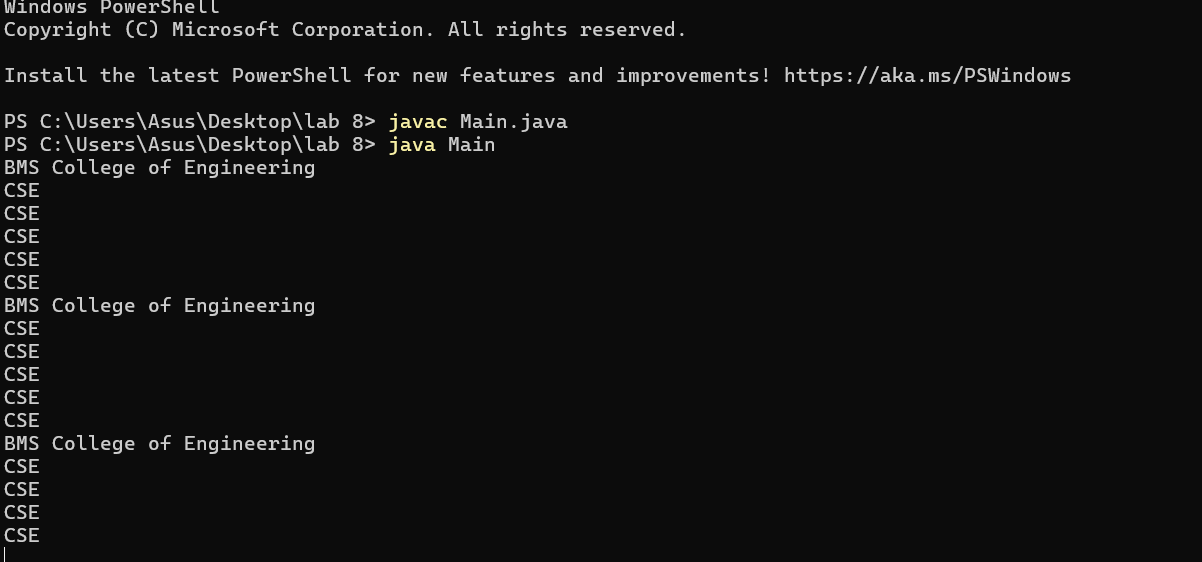 Windows PowerShell
Copyright (C) Microsoft Corporation. All rights reserved.
Install the latest PowerShell for new features and improvements! https://aka.ms/PSWindows
PS C:\Users\Asus\Desktop\lab 8> javac Main.java
PS C:\Users\Asus\Desktop\lab 8> java Main
BMS College of Engineering
CSE
CSE
CSE
CSE
CSE
BMS College of Engineering
CSE
CSE
CSE
CSE
CSE
BMS College of Engineering
CSE
CSE
CSE
CSE